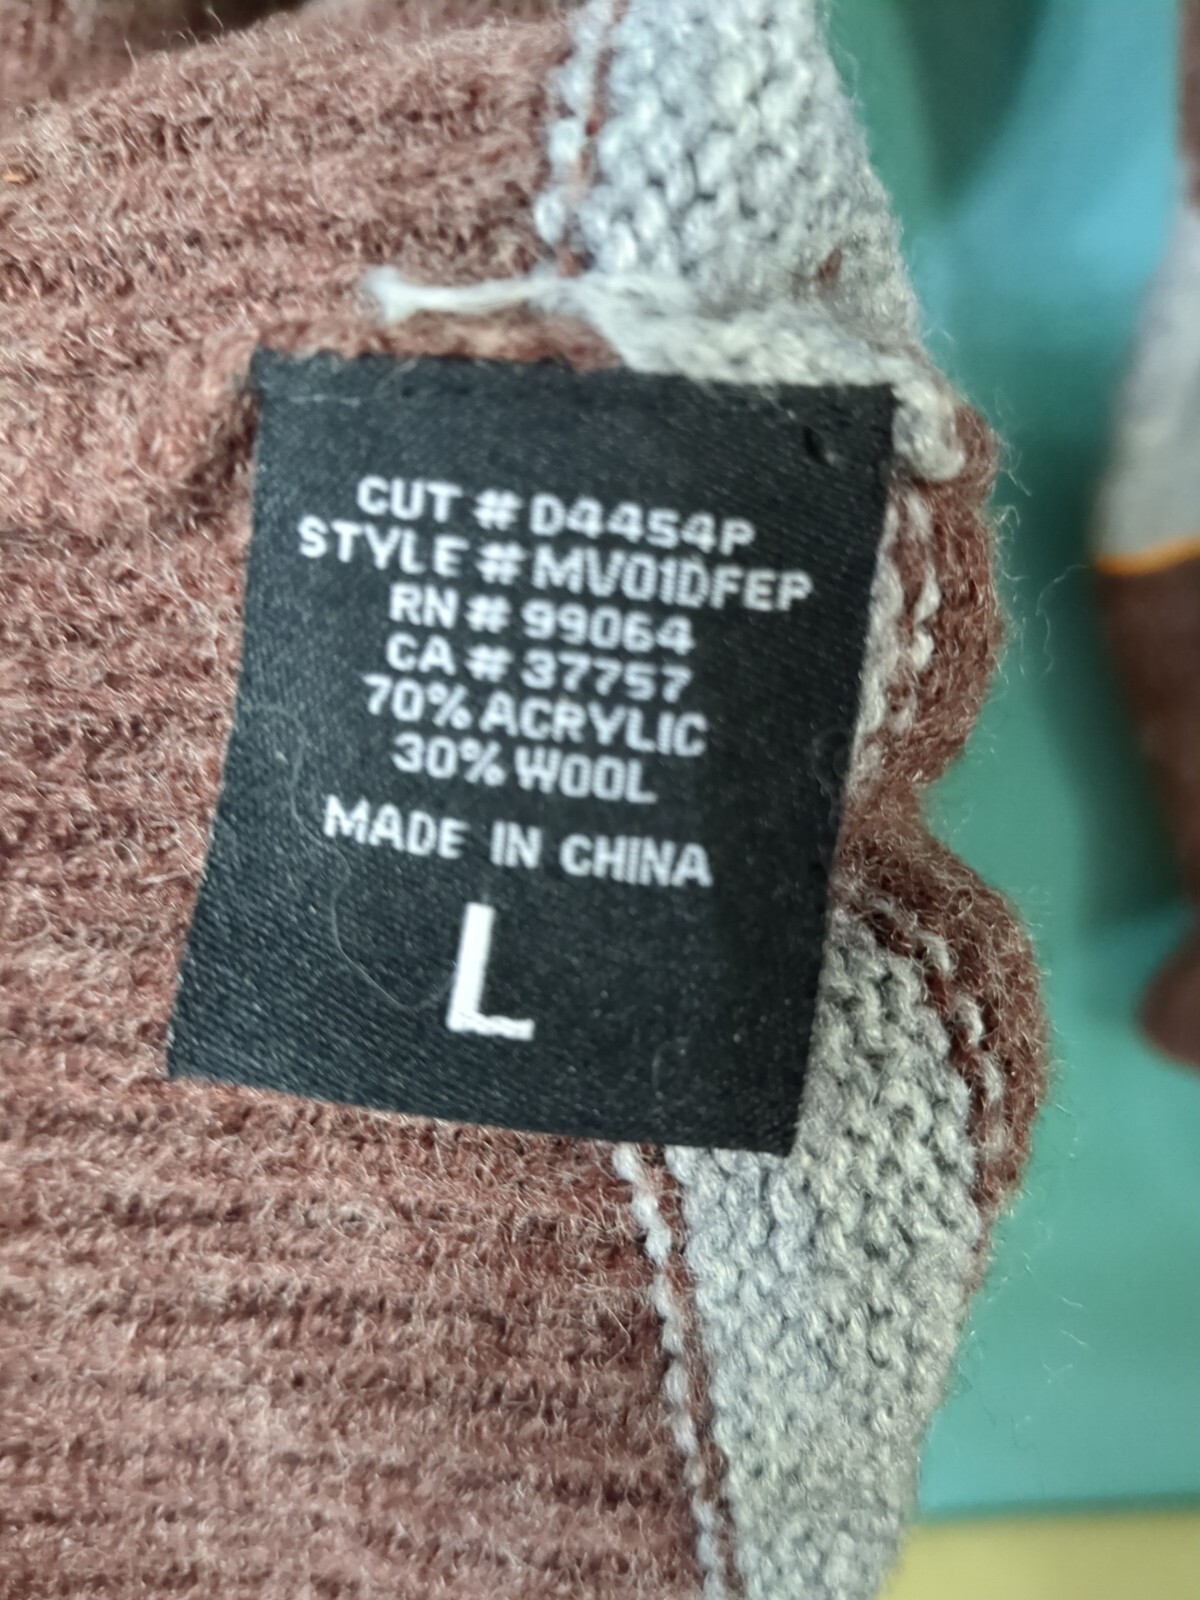 CUT # D4454P
STYLE # MV01DFEP
RN # 99064
CA # 37757
70% ACRYLIC
30% WOOL
MADE IN CHINA
L